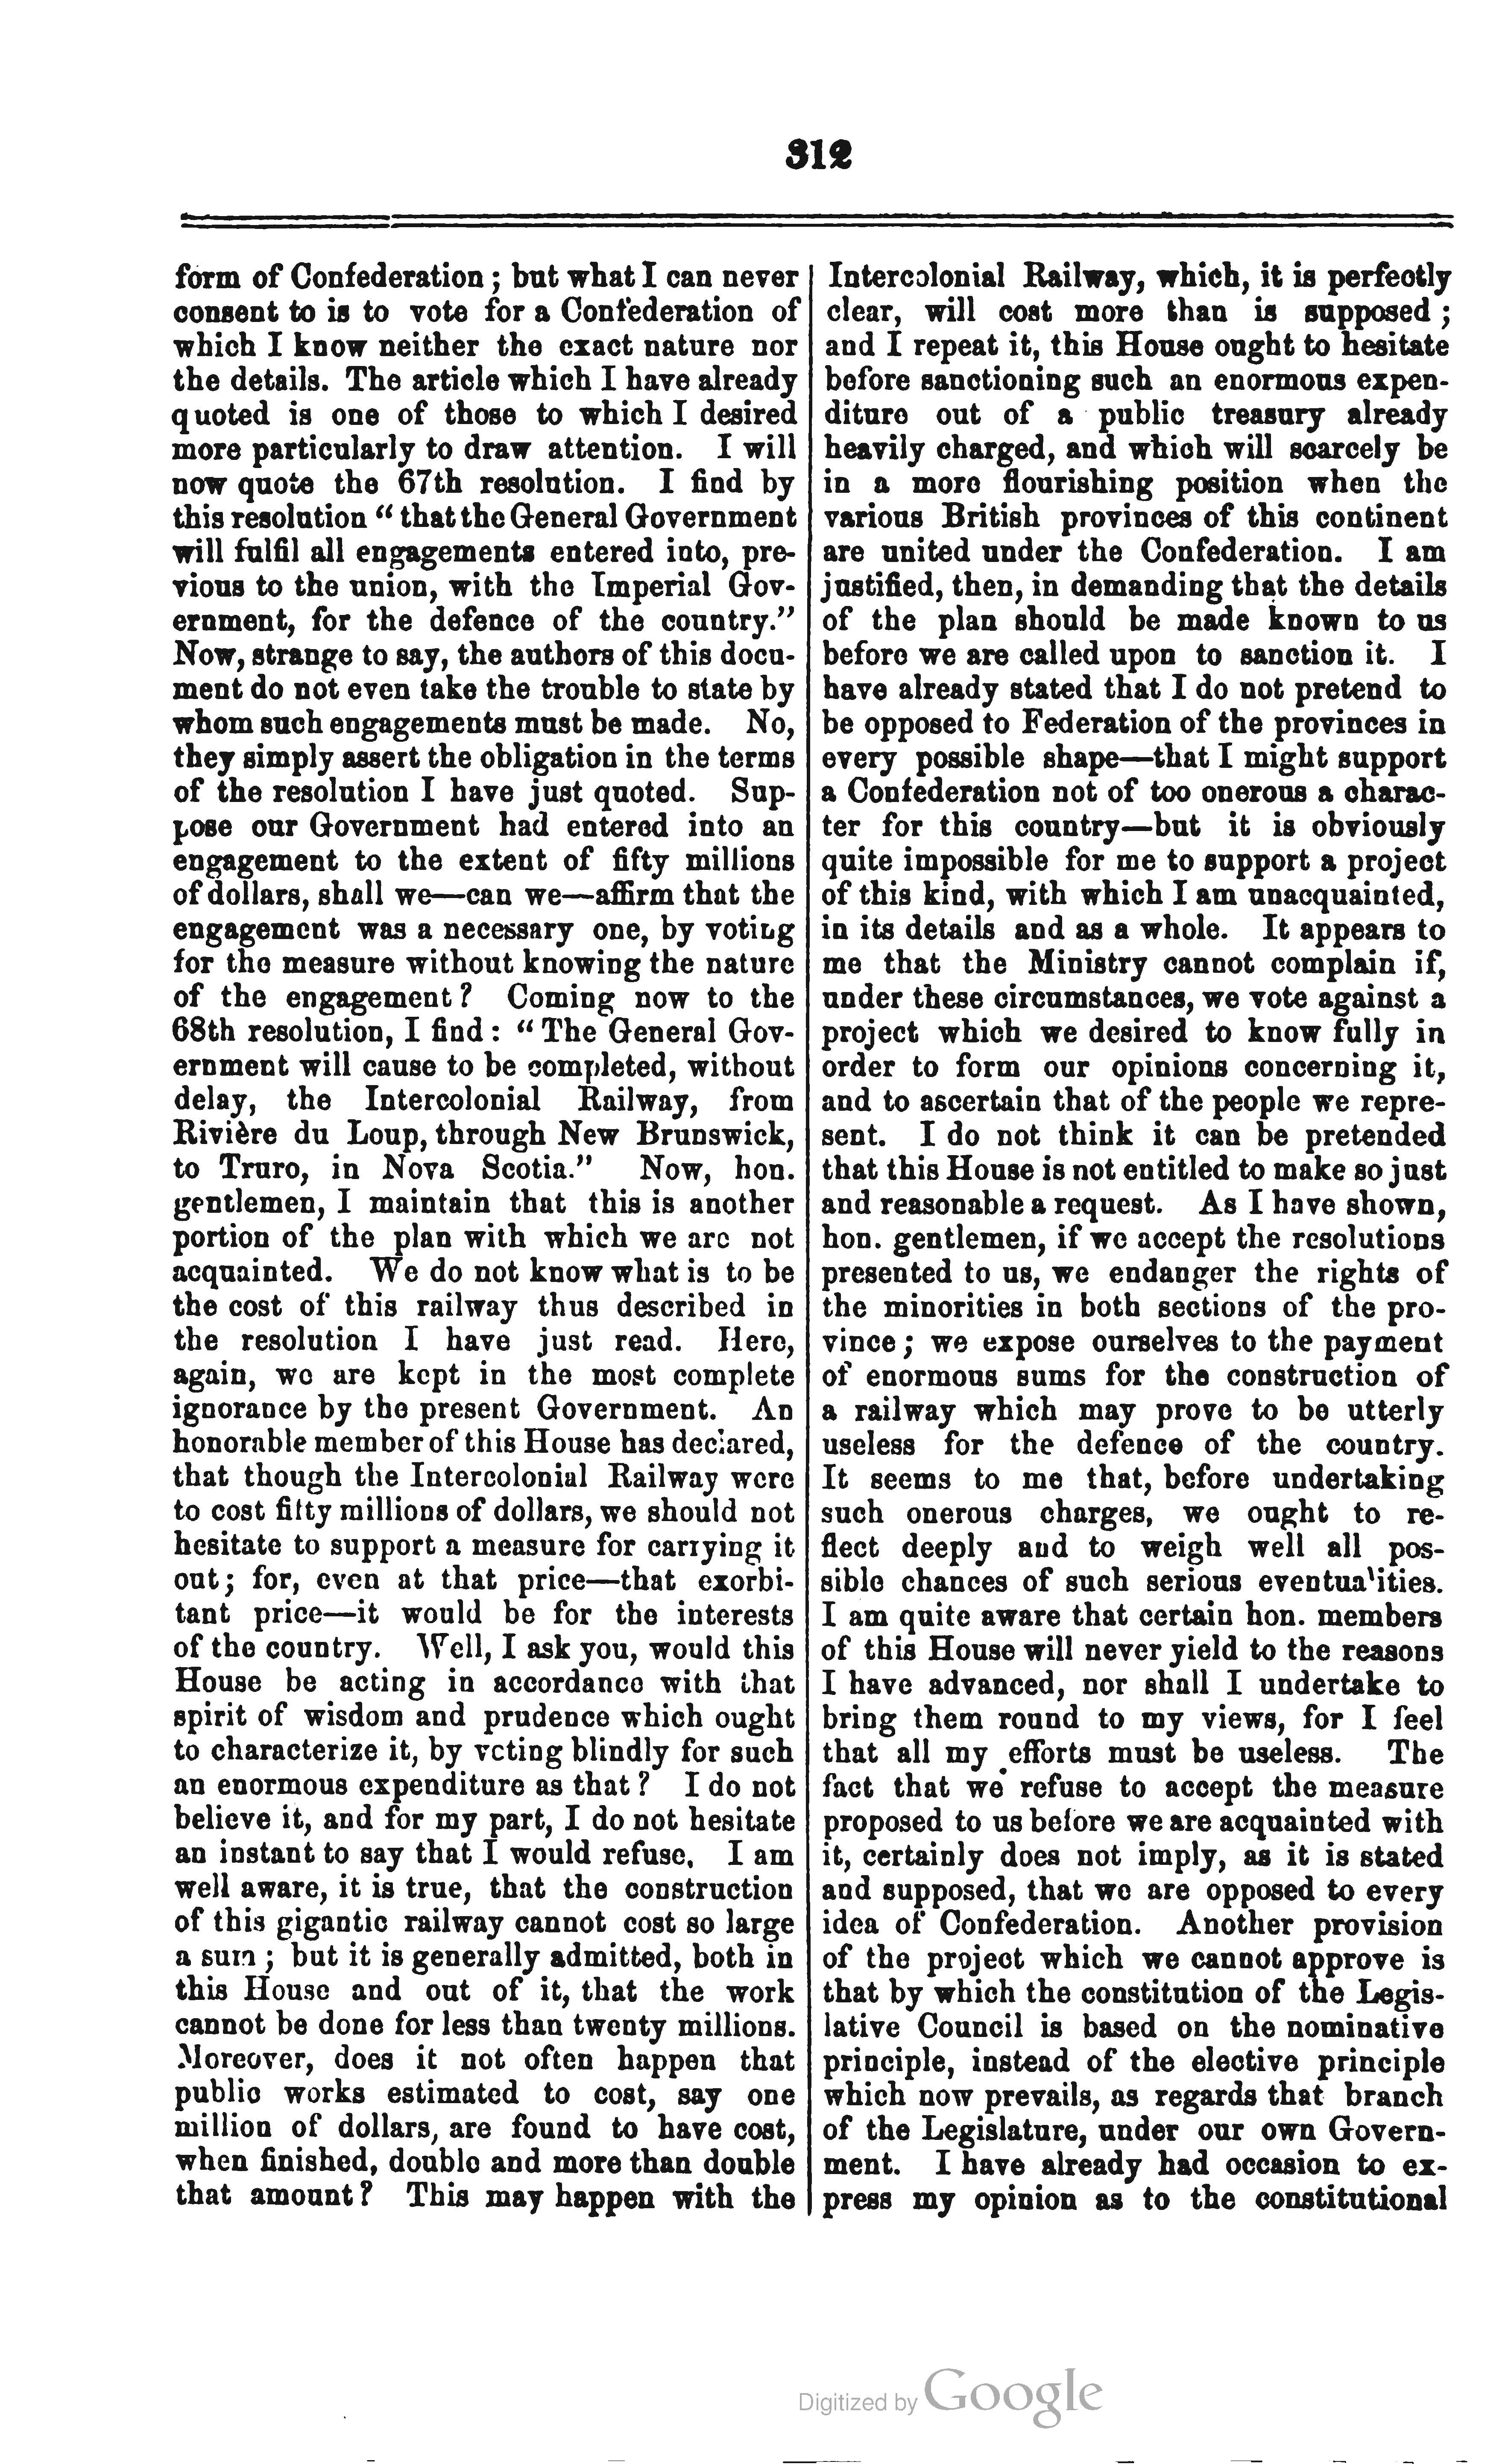 312
form of Confederation ; but what I can never
consent to is to vote for a Confederation of
which I know neither the exact nature nor
the details. The article which I have already
quoted is one of those to which I desired
more particularly to draw attention. I will
now quote the 67th resolution. I find by
this resolution “ that the General Government
will fulfil all engagements entered into, pre-
vious to the union, with the Imperial Gov-
ernment, for the defence of the country.”
Now, strange to say, the authors of this docu-
ment do not even take the trouble to state by
whom such engagements must be made. No,
they simply assert the obligation in the terms
of the resolution I have just quoted. Sup-
pose our Government had entered into an
engagement to the extent of fifty millions
of dollars, shall we—can we—affirm that the
engagement was a necessary one, by voting
for the measure without knowing the nature
of the engagement ? Coming now to the
68th resolution, I find : “ The General Gov-
ernment will cause to be completed, without
delay, the Intercolonial Railway, from
Rivière du Loup, through New Brunswick,
to Truro, in Nova Scotia.” Now, hon.
gentlemen, I maintain that this is another
portion of the plan with which we are not
acquainted. We do not know what is to be
the cost of this railway thus described in
the resolution I have just read. Here,
again, we are kept in the most complete
ignorance by the present Government. An
honorable member of this House has declared,
that though the Intercolonial Railway were
to cost fifty millions of dollars, we should not
hesitate to support a measure for carrying it
out ; for, even at that price—that exorbi-
tant price—it would be for the interests
of the country. Well, I ask you, would this
House be acting in accordance with that
spirit of wisdom and prudence which ought
to characterize it, by voting blindly for such
an enormous expenditure as that ? I do not
believe it, and for my part, I do not hesitate
an instant to say that I would refuse. I am
well aware, it is true, that the construction
of this gigantic railway cannot cost so large
a sum ; but it is generally admitted, both in
this House and out of it, that the work
cannot be done for less than twenty millions.
Moreover, does it not often happen that
public works estimated to cost, say one
million of dollars, are found to have cost,
when finished, double and more than double
that amount ? This may happen with the
Intercolonial Railway, which, it is perfectly
clear, will cost more than is supposed ;
and I repeat it, this House ought to hesitate
before sanctioning such an enormous expen-
diture out of a public treasury already
heavily charged, and which will scarcely be
in a more flourishing position when the
various British provinces of this continent
are united under the Confederation. I am
justified, then, in demanding that the details
of the plan should be made known to us
before we are called upon to sanction it. I
have already stated that I do not pretend to
be opposed to Federation of the provinces in
every possible shape—that I might support
a Confederation not of too onerous a charac-
ter for this country—but it is obviously
quite impossible for me to support a project
of this kind, with which I am unacquainted,
in its details and as a whole. It appears to
me that the Ministry cannot complain if,
under these circumstances, we vote against a
project which we desired to know fully in
order to form our opinions concerning it,
and to ascertain that of the people we repre-
sent. I do not think it can be pretended
that this House is not entitled to make so just
and reasonable a request. As I have shown,
hon. gentlemen, if we accept the resolutions
presented to us, we endanger the rights of
the minorities in both sections of the pro-
vince ; we expose ourselves to the payment
of enormous sums for the construction of
a railway which may prove to be utterly
useless for the defence of the country.
It seems to me that, before undertaking
such onerous charges, we ought to re-
flect deeply and to weigh well all pos-
sible chances of such serious eventualities.
I am quite aware that certain hon. members
of this House will never yield to the reasons
I have advanced, nor shall I undertake to
bring them round to my views, for I feel
that all my efforts must be useless. The
fact that we refuse to accept the measure
proposed to us before we are acquainted with
it, certainly does not imply, as it is stated
and supposed, that we are opposed to every
idea of Confederation. Another provision
of the project which we cannot approve is
that by which the constitution of the Legis-
lative Council is based on the nominative
principle, instead of the elective principle
which now prevails, as regards that branch
of the Legislature, under our own Govern-
ment. I have already had occasion to ex-
press my opinion as to the constitutional
Digitized by Google